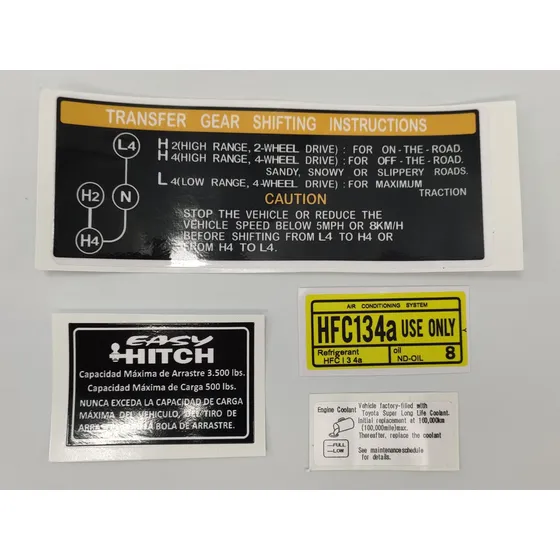 TRANSFER GEAR SHIFTING INSTRUCTIONS
L4
H2
N
H4
H2(HIGH RANGE, 2-WHEEL DRIVE) : FOR ON-THE-ROAD.
H4(HIGH RANGE, 4-WHEEL DRIVE) : FOR OFF-THE-ROAD.
SANDY, SNOWY OR SLIPPERY ROADS.
L4(LOW RANGE, 4-WHEEL DRIVE) : FOR MAXIMUM
TRACTION
CAUTION
STOP THE VEHICLE OR REDUCE THE
VEHICLE SPEED BELOW 5MPH OR 8KM/H
BEFORE SHIFTING FROM L4 TO H4 OR
FROM H4 TO L4.
EASY
HITCH
Capacidad Máxima de Arrastre 3.500 lbs.
Capacidad Máxima de Carga 500 lbs.
NUNCA EXCEDA LA CAPACIDAD DE CARGA
MÁXIMA DEL VEHICULO, DEL TIRO DE
ARRASTRE O LA BOLA DE ARRASTRE.
AIR CONDITIONING SYSTEM
HFC134a USE ONLY
Refrigerant
HFC134a
oil
ND-OIL 8
Engine Coolant
Vehicle factory-filled with
Toyota Super Long Life Coolant.
Initial replacement at 160,000km
(100,000mile)max.
Thereafter, replace the coolant
FULL
LOW
See maintenance schedule
for details.